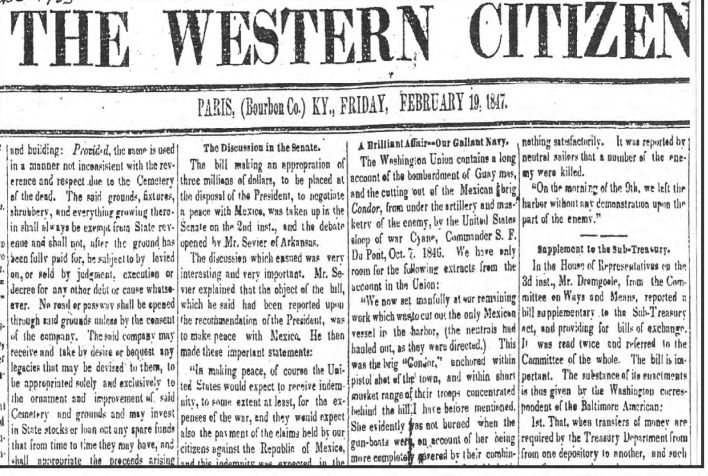 THE WESTERN CITIZEN
PARIS, (Bourbon Co.) KY., FRIDAY, FEBRUARY 19, 1847.
and building: Provided, the same is used
in a manner not inconsistent with the rev-
erence and respect due to the Cemetery
of the dead. The said grounds, fixtures,
shrubbery, and everything growing there-
in shall always be exempt from State rev-
enue and shall not, after the ground has
been fully paid for, be subject to by levied
on, or sold by judgment, execution or
decree for any other debt or cause whatso-
ever. No road or passway shall be opened
through said grounds unless by the consent
of the company. The said company may
receive and take by desire or bequest any
legacies that may be devised to them, to
be appropriated solely and exclusively to
the ornament and improvement of said
Cemetery and grounds and may invest
in State stocks or loan out any spare funds
that from time to time they may have, and
shall appropriate the proceeds arising
The Discussion in the Senate.
The bill making an appropration of
three millions of dollars, to be placed at
the disposal of the President, to negotiate
a peace with Mexico, was taken up in the
Senate on the 2nd inst., and the debate
opened by Mr. Sevier of Arkansas.
The discussion which ensued was very
interesting and very important. Mr. Se-
vier explained that the object of the bill,
which he said had been reported upon
the recommendation of the President, was
to make peace with Mexico. He then
made these important statements:
"In making peace, of course the Uni-
ted States would expect to receive indem-
nity, to some extent at least, for the ex-
penses of the war, and they would expect
also the payment of the claims held by our
citizens against the Republic of Mexico,
and this indemnity was expected in the
A Brilliant Affair--Our Gallant Navy.
The Washington Union contains a long
account of the bombardment of Guaymas,
and the cutting out of the Mexican brig
Condor, from under the artillery and mus-
ketry of the enemy, by the United States
sloop of war Cyane, Commander S. F.
Du Pont, Oct. 7. 1846. We have only
room for the following extracts from the
account in the Union:
"We now set manfully at our remaining
work which was to cut out the only Mexican
versel in the harbor, (the neutrals had
hauled out, as they were directed.) This
was the brig "Condor," anchored within
pistol shot of the town, and within short
musket range of their troops concentrated
behind the hill I have beiore mentioned.
She evidently was not burned when the
gun-boats were, on account of her being
more completely covered by their combin-
nothing satisfactorily. It was reported by
neutral sailors that a number of the ene-
my were killed.
"On the morning of the 9th, we left the
harbor without any demonstration upon the
part of the enemy."
Supplement to the Sub-Treasury.
In the House of Representatives on the
3d inst., Mr. Dromgoole, from the Com-
mittee on Ways and Means, reported a
bill supplementary to the Sub-Treasury
act, and providing for bills of exchange.
It was read twice and referred to the
Committee of the whole. The bill is im-
portant. The substance of its enactments
is thus given by the Washington corres-
pondent of the Baltimore American:
1st. That, when transfers of money are
required by the Treasury Department from
from one depository to another, and such